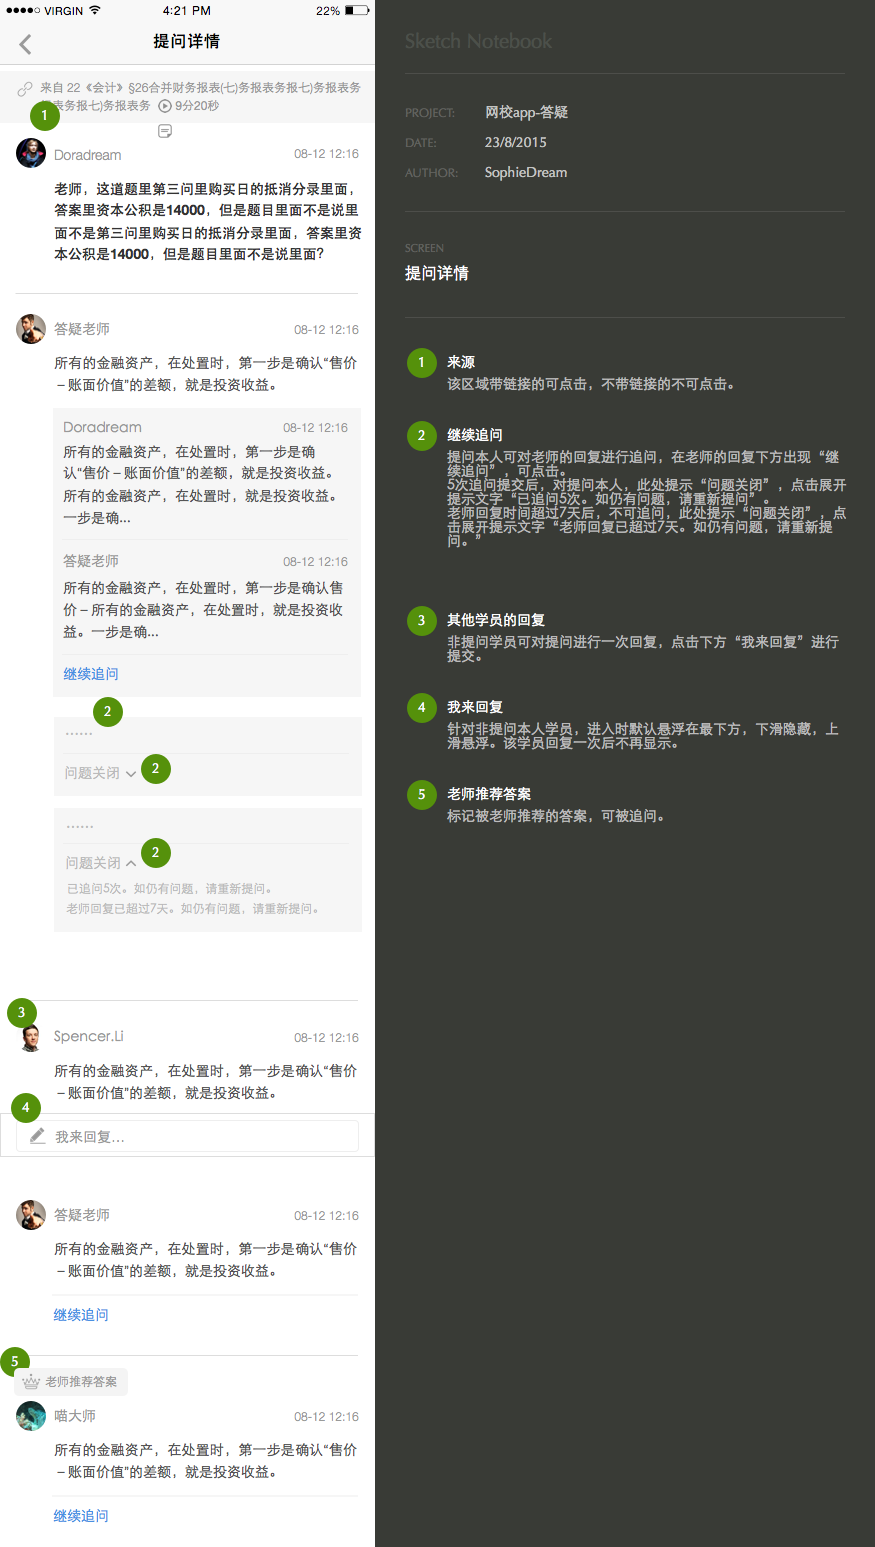 VIRGIN
4:21 PM
22%
提问详情
来自 22 《会计》 §26合并财务报表(七)务报表务报七)务报表务
表务报七)务报表务 9分20秒
1
Doradream
08-12 12:16
老师，这道题里第三问里购买日的抵消分录里面，
答案里资本公积是14000，但是题目里面不是说里
面不是第三问里购买日的抵消分录里面，答案里资
本公积是14000，但是题目里面不是说里面？
答疑老师
08-12 12:16
所有的金融资产，在处置时，第一步是确认“售价
－账面价值”的差额，就是投资收益。
Doradream
08-12 12:16
所有的金融资产，在处置时，第一步是确
认“售价－账面价值”的差额，就是投资收益。
所有的金融资产，在处置时，就是投资收益。
一步是确...
答疑老师
08-12 12:16
所有的金融资产，在处置时，第一步是确认售
价－所有的金融资产，在处置时，就是投资收
益。一步是确...
继续追问
2
······
问题关闭
2
······
问题关闭
2
已追问5次。如仍有问题，请重新提问。
老师回复已超过7天。如仍有问题，请重新提问。
3
Spencer.Li
08-12 12:16
所有的金融资产，在处置时，第一步是确认“售价
－账面价值”的差额，就是投资收益。
4
我来回复...
答疑老师
08-12 12:16
所有的金融资产，在处置时，第一步是确认“售价
－账面价值”的差额，就是投资收益。
继续追问
5
老师推荐答案
喵大师
08-12 12:16
所有的金融资产，在处置时，第一步是确认“售价
－账面价值”的差额，就是投资收益。
继续追问
Sketch Notebook
PROJECT: 网校app-答疑
DATE: 23/8/2015
AUTHOR: SophieDream
SCREEN
提问详情
1 来源
该区域带链接的可点击，不带链接的不可点击。
2 继续追问
提问本人可对老师的回复进行追问，在老师的回复下方出现“继
续追问”，可点击。
5次追问提交后，对提问本人，此处提示“问题关闭”，点击展开
提示文字“已追问5次。如仍有问题，请重新提问”。
老师回复时间超过7天后，不可追问，此处提示“问题关闭”，点
击展开提示文字“老师回复已超过7天。如仍有问题，请重新提
问。”
3 其他学员的回复
非提问学员可对提问进行一次回复，点击下方“我来回复”进行
提交。
4 我来回复
针对非提问本人学员，进入时默认悬浮在最下方，下滑隐藏，上
滑悬浮。该学员回复一次后不再显示。
5 老师推荐答案
标记被老师推荐的答案，可被追问。